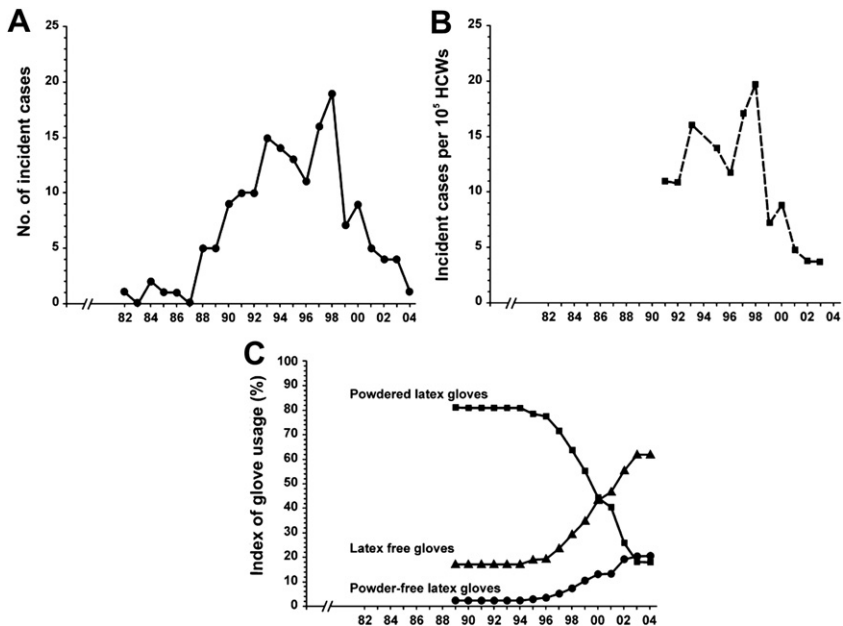 A
No. of incident cases
25
20
15
10
5
0
82 84 86 88 90 92 94 96 98 00 02 04
B
Incident cases per 10⁵ HCWs
25
20
15
10
5
0
82 84 86 88 90 92 94 96 98 00 02 04
C
Index of glove usage (%)
100
90
80
70
60
50
40
30
20
10
0
Powdered latex gloves
Latex free gloves
Powder-free latex gloves
82 84 86 88 90 92 94 96 98 00 02 04